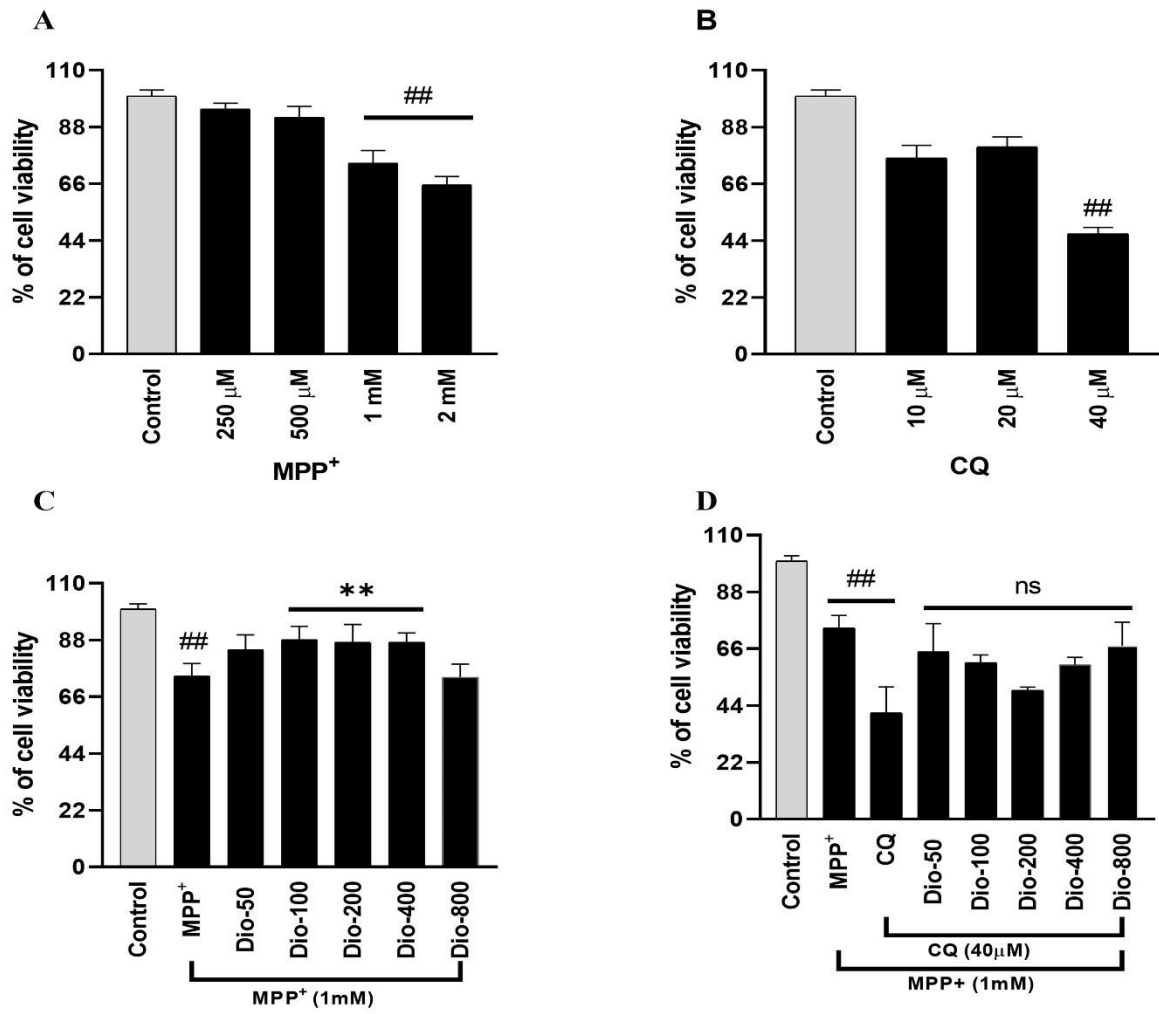 A
% of cell viability
110
88
66
44
22
0
##
Control
250 μM
500 μM
1 mM
2 mM
MPP+
B
% of cell viability
110
88
66
44
22
0
##
Control
10 μM
20 μM
40 μM
CQ
C
% of cell viability
110
88
66
44
22
0
##
**
Control
MPP+
Dio-50
Dio-100
Dio-200
Dio-400
Dio-800
MPP+ (1mM)
D
% of cell viability
110
88
66
44
22
0
##
ns
Control
MPP+
CQ
Dio-50
Dio-100
Dio-200
Dio-400
Dio-800
CQ (40μM)
MPP+ (1mM)